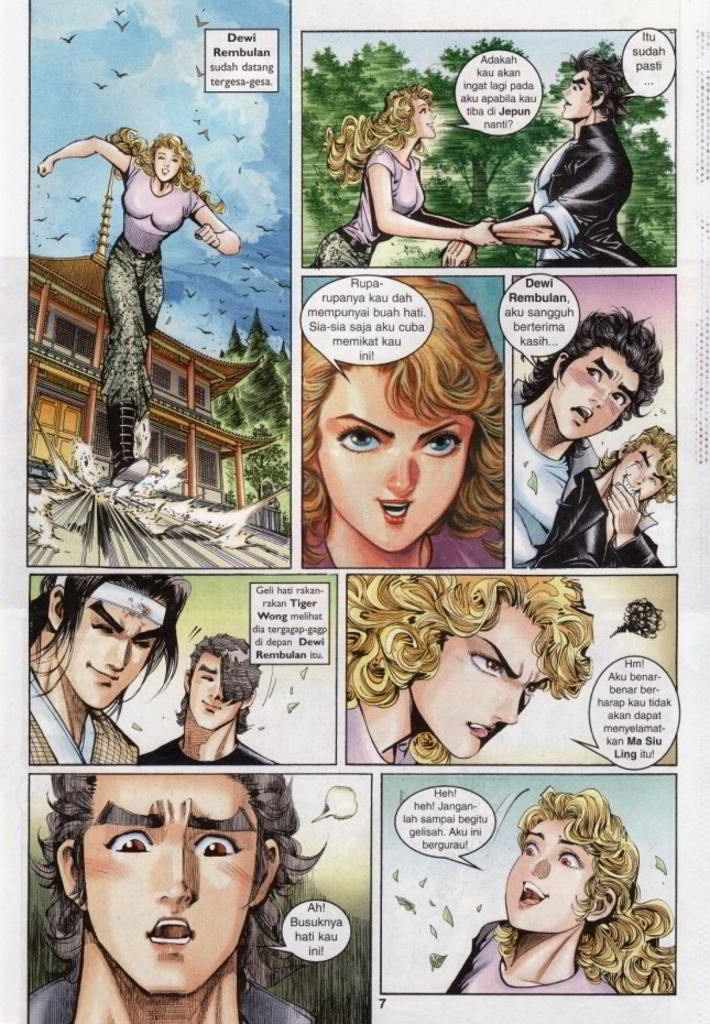 Dewi
Rembulan
sudah datang
tergesa-gesa.
Adakah
kau akan
ingat lagi pada
aku apabila kau
tiba di Jepun
nanti?
Itu
sudah
pasti
...
Rupa-
rupanya kau dah
mempunyai buah hati.
Sia-sia saja aku cuba
memikat kau
ini!
Dewi
Rembulan,
aku sangguh
berterima
kasih...
Geli hati rakan-
rakan Tiger
Wong melihat
dia tergagap-gagp
di depan Dewi
Rembulan itu.
Hm!
Aku benar-
benar ber-
harap kau tidak
akan dapat
menyelamat-
kan Ma Siu
Ling itu!
Ah!
Busuknya
hati kau
ini!
Heh!
heh! Jangan-
lah sampai begitu
gelisah. Aku ini
bergurau!
7